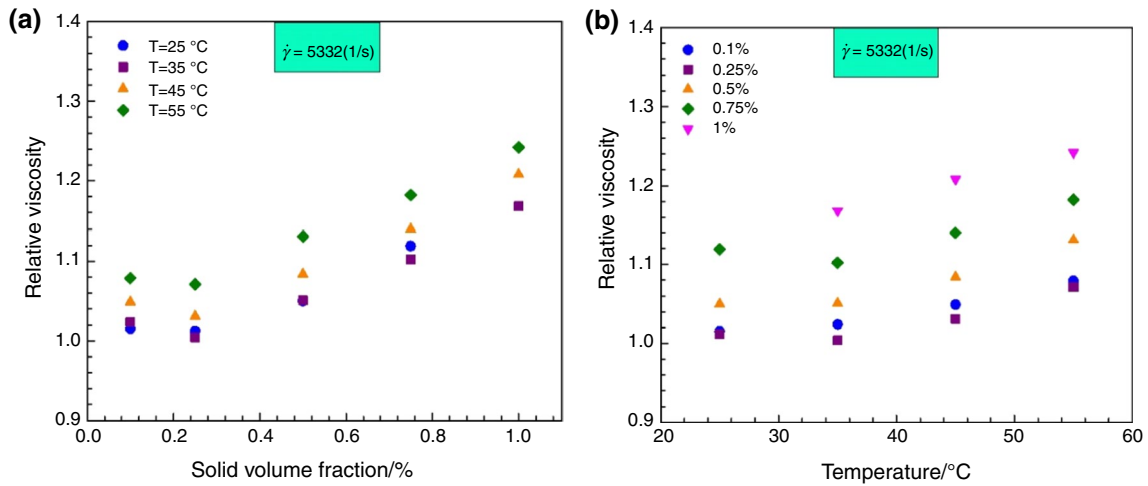 (a)
1.4
1.3
1.2
1.1
1.0
0.9
Relative viscosity
T=25 °C
T=35 °C
T=45 °C
T=55 °C
γ̇ = 5332(1/s)
0.0 0.2 0.4 0.6 0.8 1.0
Solid volume fraction/%
(b)
1.4
1.3
1.2
1.1
1.0
0.9
Relative viscosity
0.1%
0.25%
0.5%
0.75%
1%
γ̇ = 5332(1/s)
20 30 40 50 60
Temperature/°C